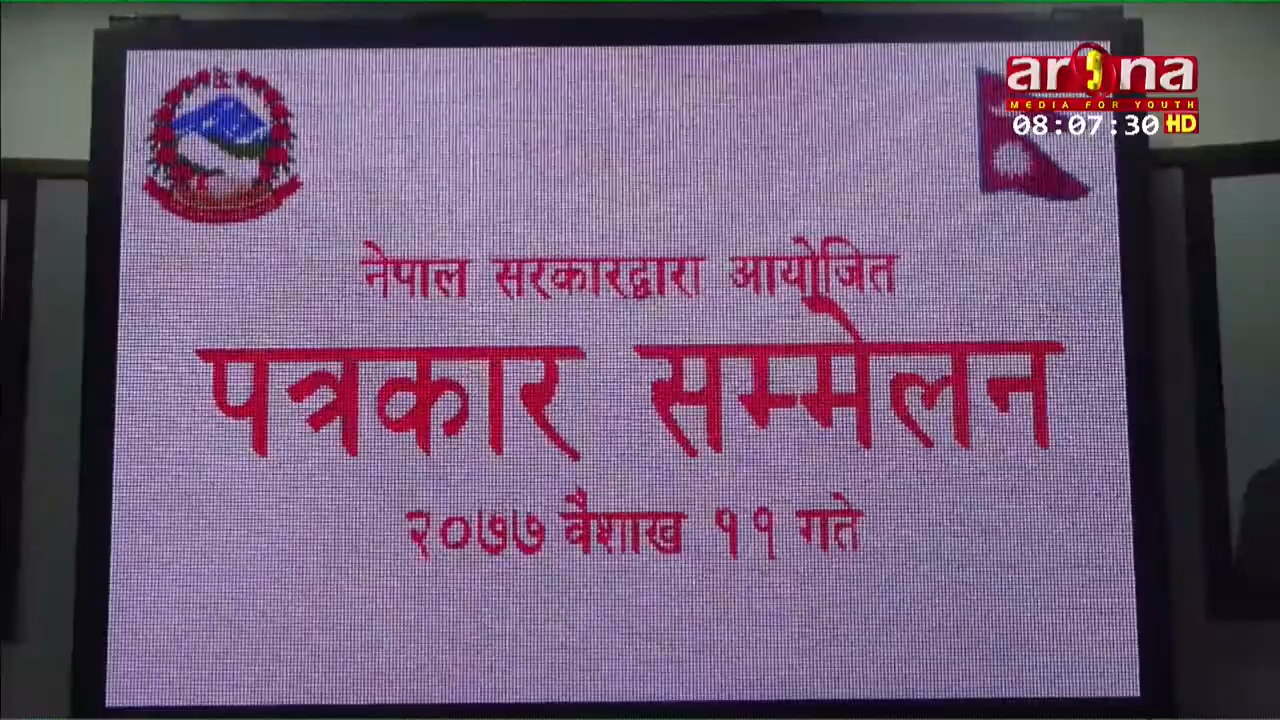 arena
MEDIA FOR YOUTH
08:07:30 HD
नेपाल सरकारद्वारा आयोजित
पत्रकार सम्मेलन
२०७७ वैशाख ११ गते